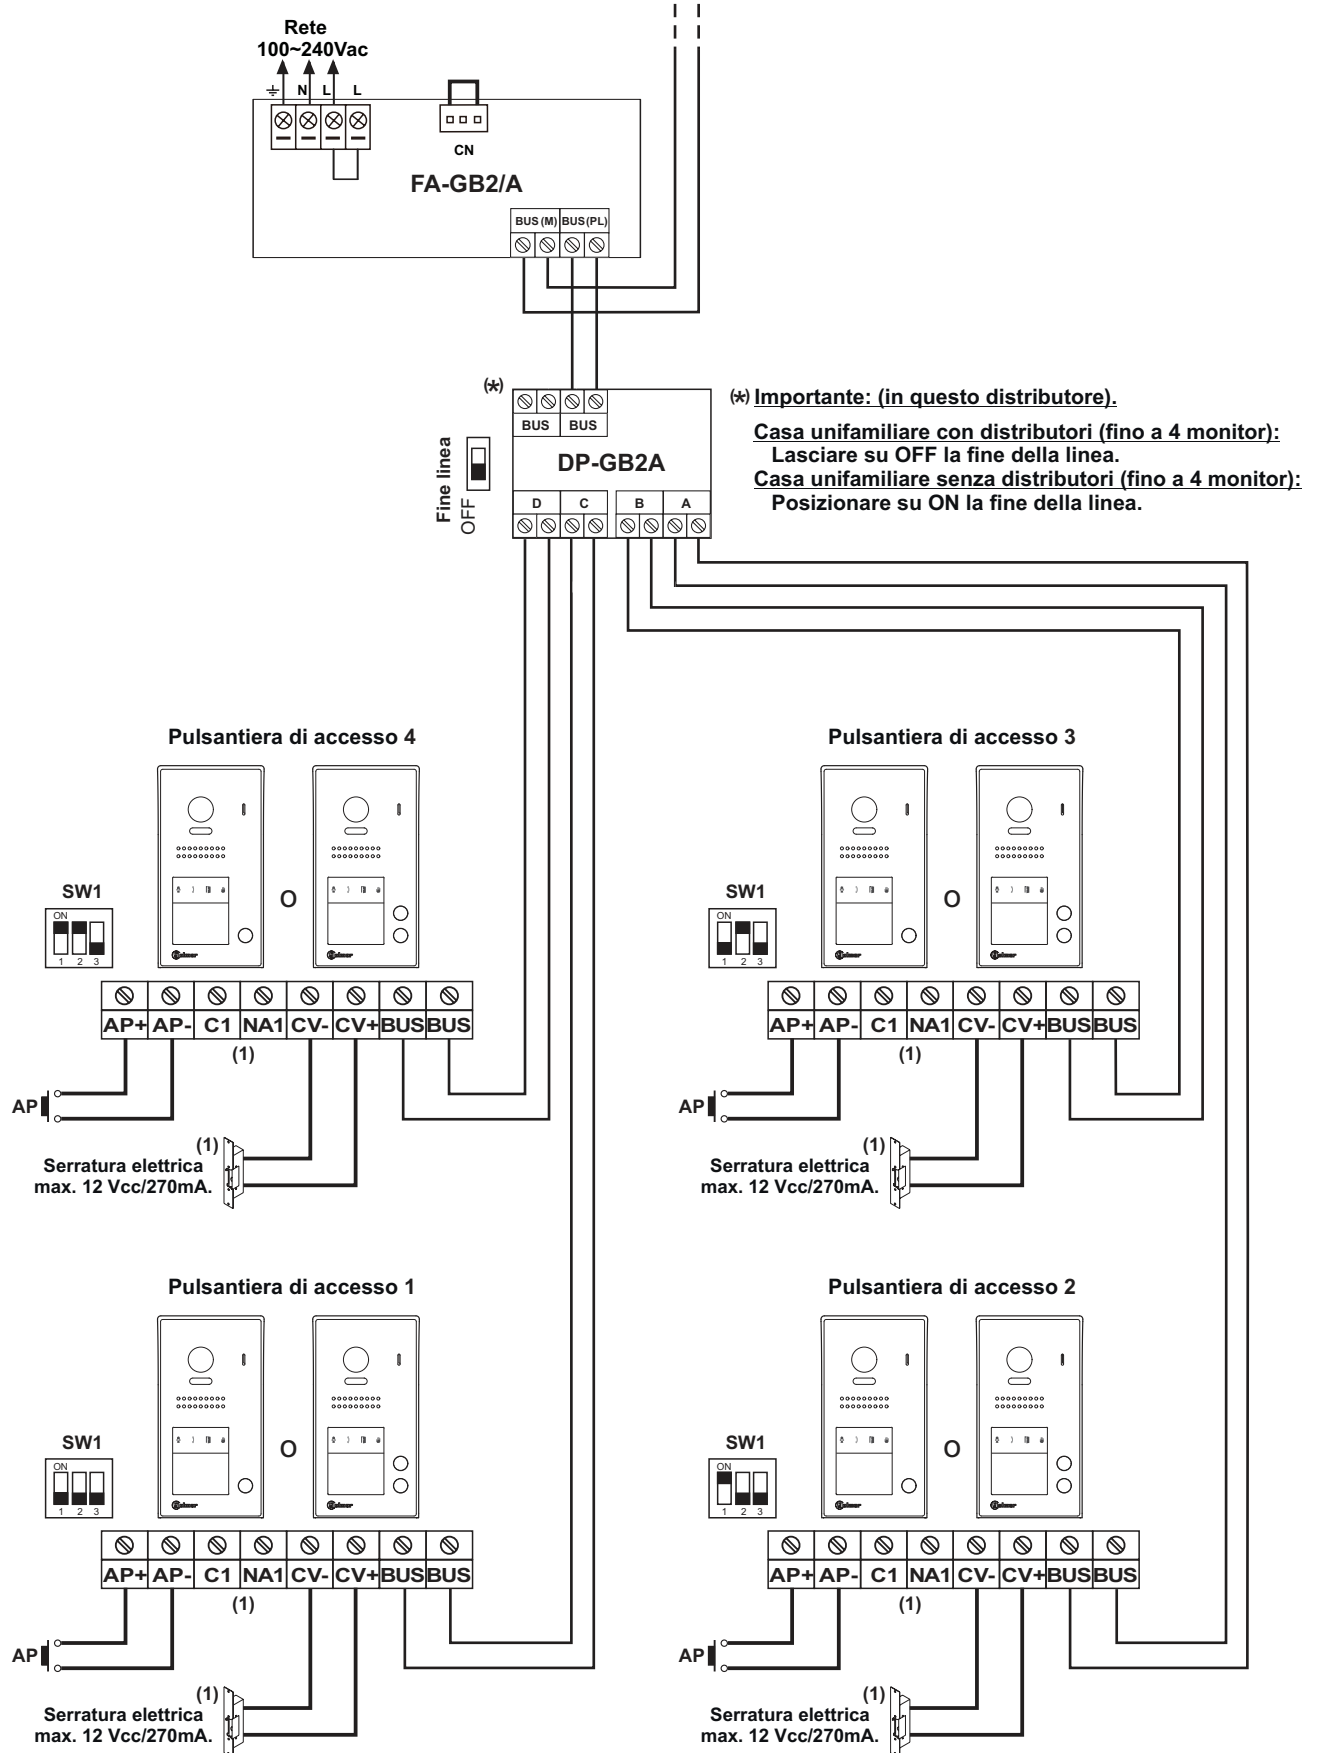 Rete
100~240Vac
N L L
CN
FA-GB2/A
BUS (M) BUS (PL)
(*)
BUS BUS
DP-GB2A
Fine linea
OFF
D C B A
(*) Importante: (in questo distributore).
Casa unifamiliare con distributori (fino a 4 monitor):
Lasciare su OFF la fine della linea.
Casa unifamiliare senza distributori (fino a 4 monitor):
Posizionare su ON la fine della linea.
Pulsantiera di accesso 4
SW1
ON
1 2 3
O
Golmar
Golmar
AP+ AP- C1 NA1 CV- CV+ BUS BUS
(1)
AP
(1)
Serratura elettrica
max. 12 Vcc/270mA.
Pulsantiera di accesso 3
SW1
ON
1 2 3
O
Golmar
Golmar
AP+ AP- C1 NA1 CV- CV+ BUS BUS
(1)
AP
(1)
Serratura elettrica
max. 12 Vcc/270mA.
Pulsantiera di accesso 1
SW1
ON
1 2 3
O
Golmar
Golmar
AP+ AP- C1 NA1 CV- CV+ BUS BUS
(1)
AP
(1)
Serratura elettrica
max. 12 Vcc/270mA.
Pulsantiera di accesso 2
SW1
ON
1 2 3
O
Golmar
Golmar
AP+ AP- C1 NA1 CV- CV+ BUS BUS
(1)
AP
(1)
Serratura elettrica
max. 12 Vcc/270mA.